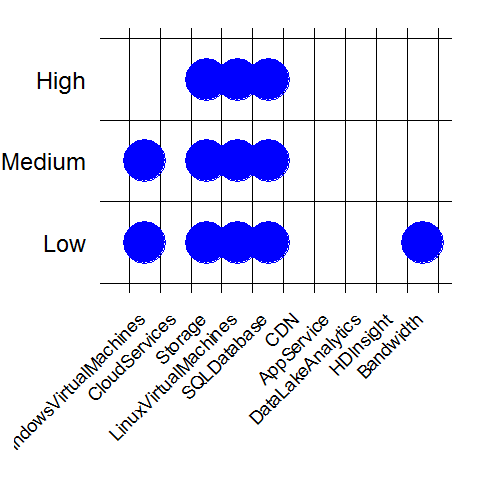 High
Medium
Low
ndowsVirtualMachines
CloudServices
Storage
LinuxVirtualMachines
SQLDatabase
CDN
AppService
DataLakeAnalytics
HDInsight
Bandwidth